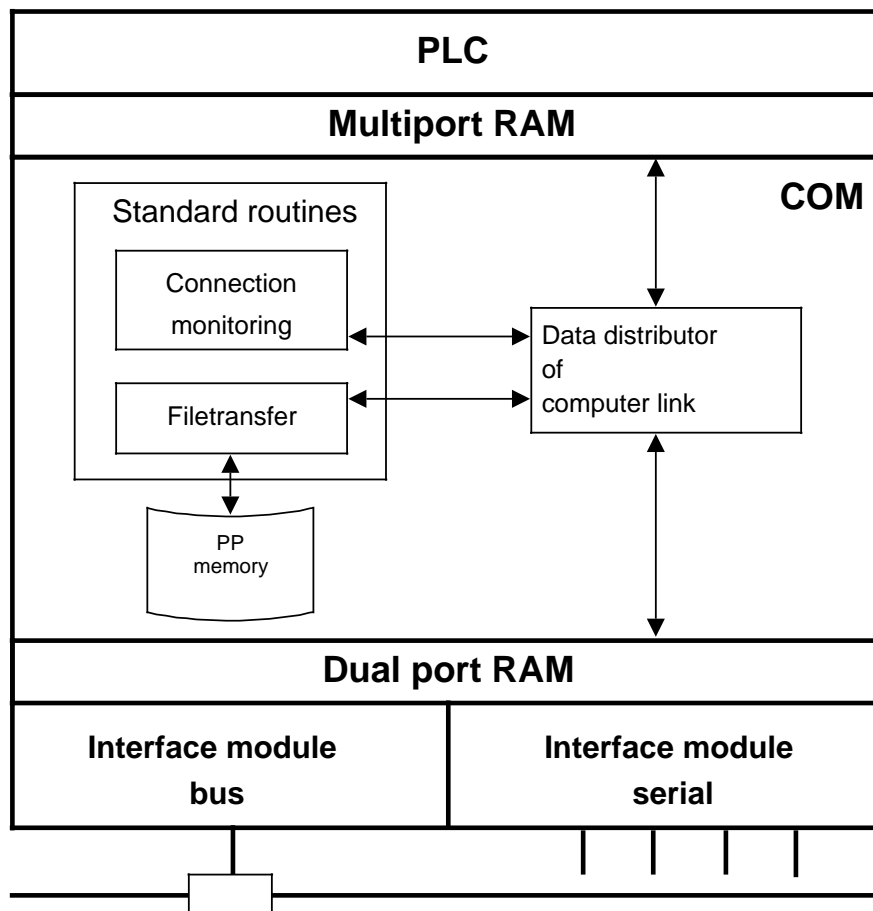 PLC
Multiport RAM
COM
Standard routines
Connection
monitoring
Data distributor
of
computer link
Filetransfer
PP
memory
Dual port RAM
Interface module
bus
Interface module
serial